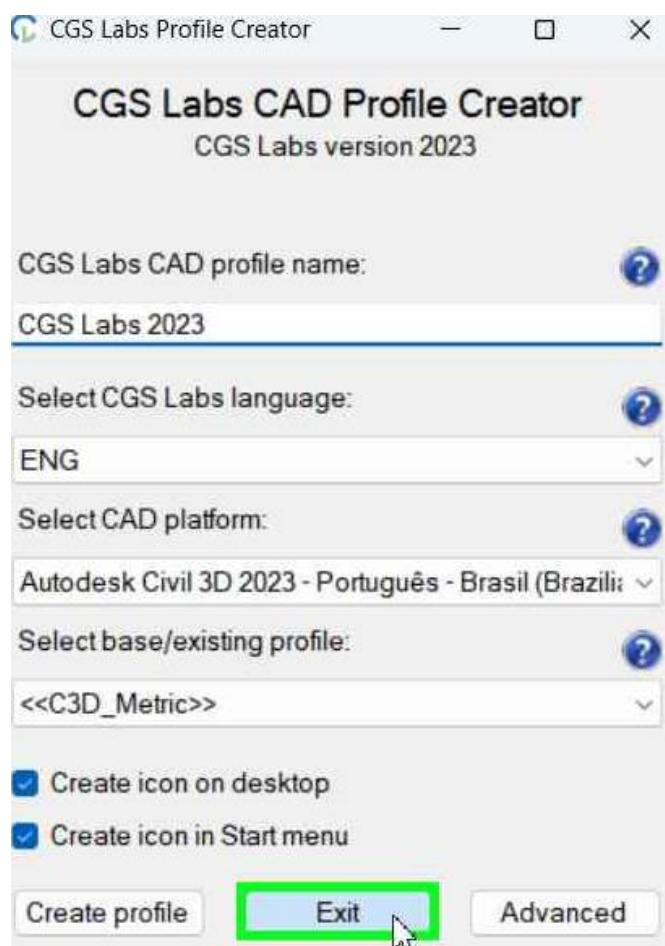 CGS Labs Profile Creator
CGS Labs CAD Profile Creator
CGS Labs version 2023
CGS Labs CAD profile name:
CGS Labs 2023
Select CGS Labs language:
ENG
Select CAD platform:
Autodesk Civil 3D 2023 - Português - Brasil (Brazilia
Select base/existing profile:
<<C3D_Metric>>
Create icon on desktop
Create icon in Start menu
Create profile Exit Advanced